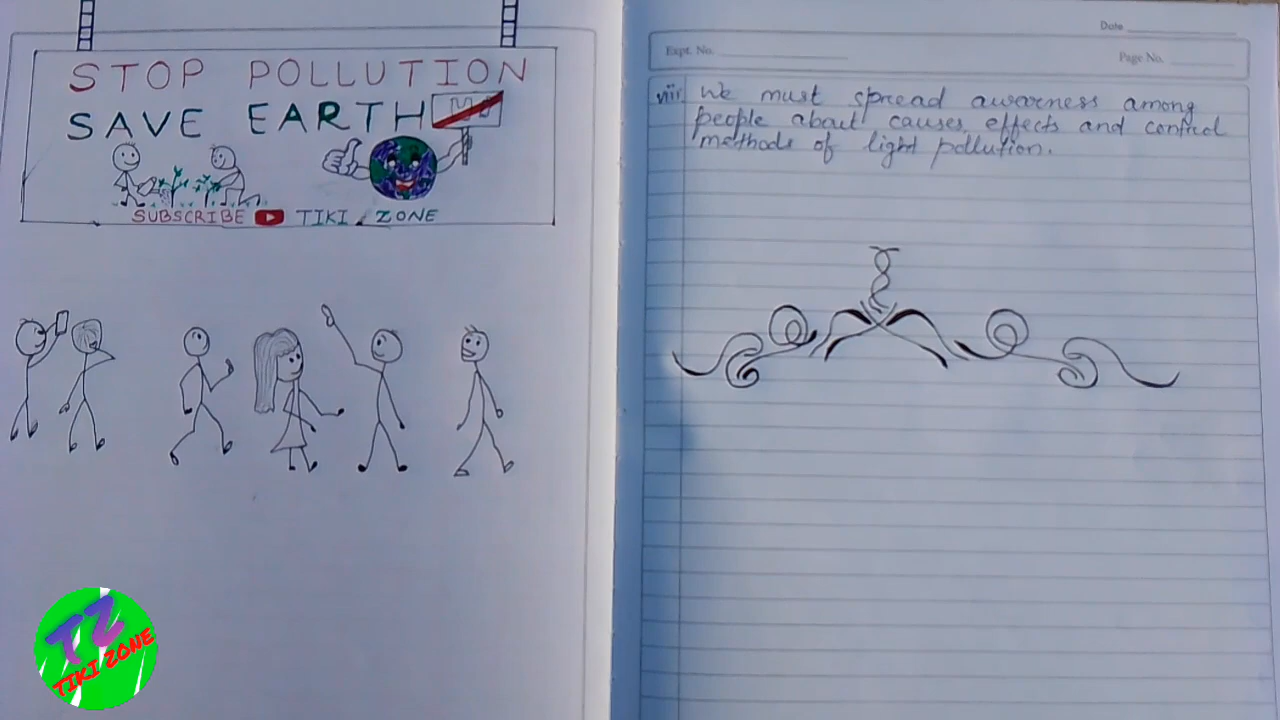 STOP POLLUTION
SAVE EARTH
SUBSCRIBE TIKI ZONE
TZ
TIKI ZONE
Date
Expt. No.
Page No.
viii We must spread awarness among
people about causes, effects and control
methods of light pollution.